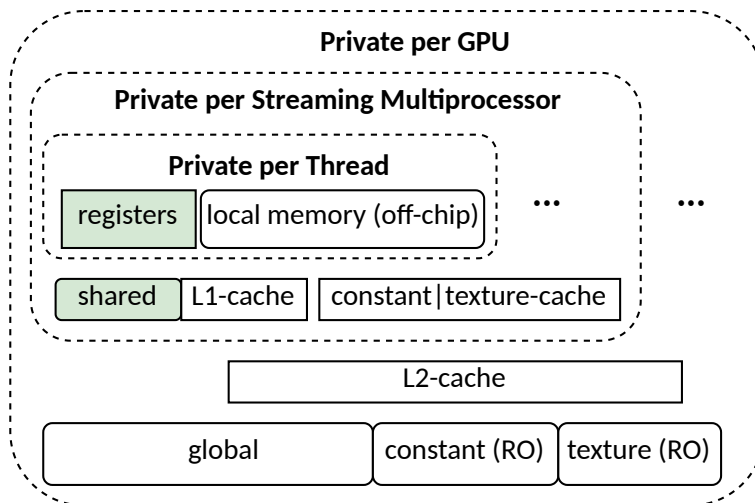 Private per GPU
Private per Streaming Multiprocessor
Private per Thread
registers
local memory (off-chip)
...
...
shared
L1-cache
constant|texture-cache
L2-cache
global
constant (RO)
texture (RO)